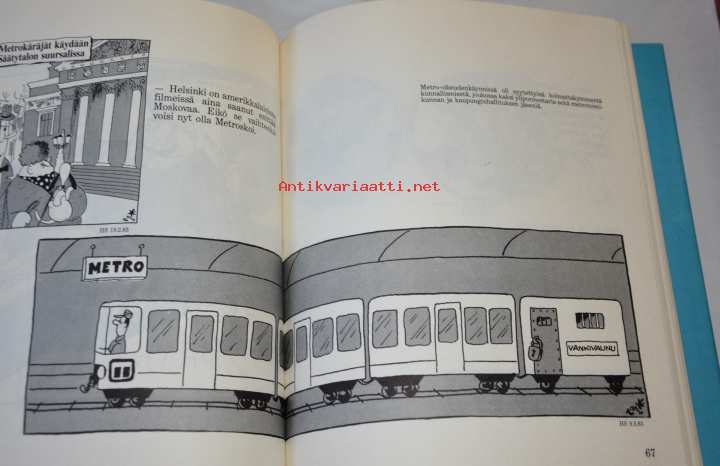 Metrokäräjät käydään
Säätytalon suursalissa
HS 19.2.83
— Helsinki on amerikkalaisissa
filmeissä aina saanut esittää
Moskovaa. Eikö se vaihteeksi
voisi nyt olla Metroskoi.
Metro-oikeudenkäynnissä oli syytettyinä kolmattakymmentä
kunnallismiestä, joukossa kaksi ylipormestaria sekä metrotoimi-
kunnan ja kaupunginhallituksen jäseniä.
Antikvariaatti.net
METRO
VANKIVAUNU
HS 9.3.83
67